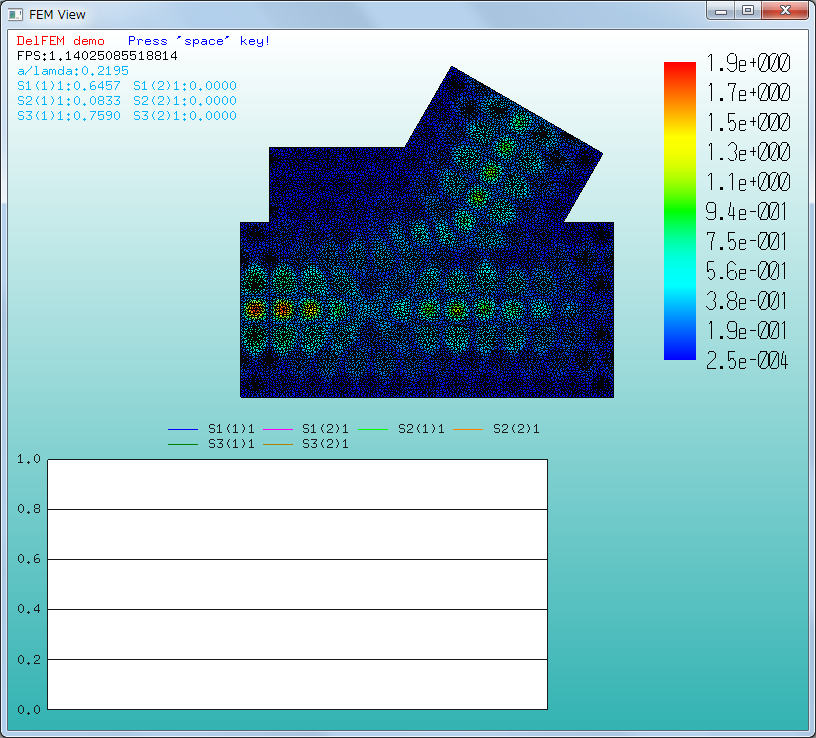 FEM View
DelFEM demo Press "space" key!
FPS:1.14025085518814
a/lamda:0.2195
S1(1)1:0.6457 S1(2)1:0.0000
S2(1)1:0.0833 S2(2)1:0.0000
S3(1)1:0.7590 S3(2)1:0.0000
1.9e+000
1.7e+000
1.5e+000
1.3e+000
1.1e+000
9.4e-001
7.5e-001
5.6e-001
3.8e-001
1.9e-001
2.5e-004
S1(1)1 S1(2)1 S2(1)1 S2(2)1
S3(1)1 S3(2)1
1.0
0.8
0.6
0.4
0.2
0.0